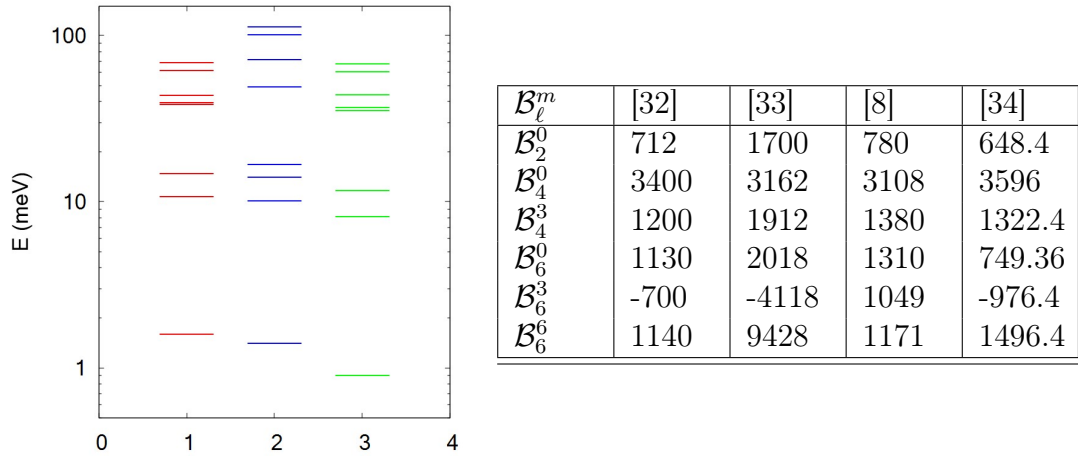 100
10
1
E (meV)
0 1 2 3 4
ℬ_ℓ^m [32] [33] [8] [34]
ℬ_2^0 712 1700 780 648.4
ℬ_4^0 3400 3162 3108 3596
ℬ_4^3 1200 1912 1380 1322.4
ℬ_6^0 1130 2018 1310 749.36
ℬ_6^3 -700 -4118 1049 -976.4
ℬ_6^6 1140 9428 1171 1496.4